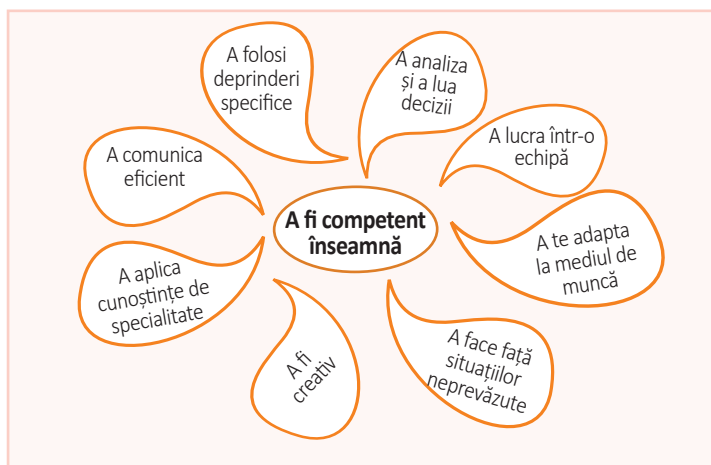 A folosi
deprinderi
specifice
A analiza
și a lua
decizii
A lucra într-o
echipă
A comunica
eficient
A fi competent
înseamnă
A te adapta
la mediul de
muncă
A aplica
cunoștințe de
specialitate
A fi
creativ
A face față
situațiilor
neprevăzute